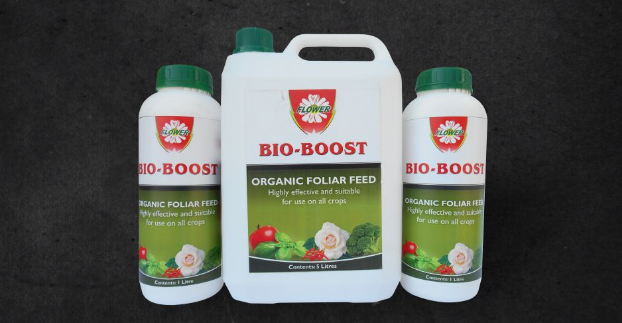 FLOWER
BIO-BOOST
ORGANIC FOLIAR FEED
Highly effective and suitable
for use on all crops
Contents: 1 Litre
FLOWER
BIO-BOOST
ORGANIC FOLIAR FEED
Highly effective and suitable
for use on all crops
Contents: 5 Litres
FLOWER
BIO-BOOST
ORGANIC FOLIAR FEED
Highly effective and suitable
for use on all crops
Contents: 1 Litre